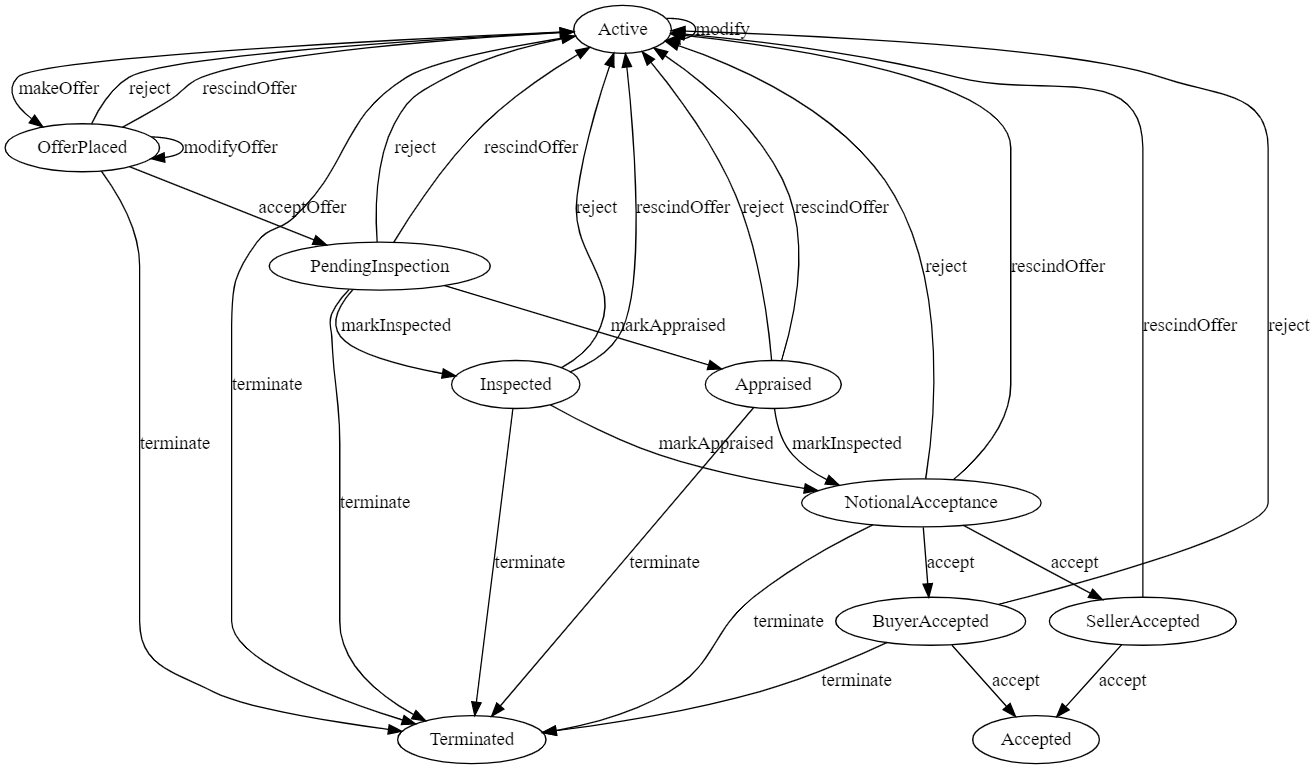 Active
modify
makeOffer
reject
rescindOffer
OfferPlaced
modifyOffer
reject
rescindOffer
acceptOffer
reject
rescindOffer
reject
rescindOffer
PendingInspection
reject
rescindOffer
markInspected
markAppraised
rescindOffer
reject
terminate
Inspected
Appraised
terminate
markAppraised
markInspected
terminate
NotionalAcceptance
terminate
terminate
accept
accept
terminate
BuyerAccepted
SellerAccepted
terminate
accept
accept
Terminated
Accepted